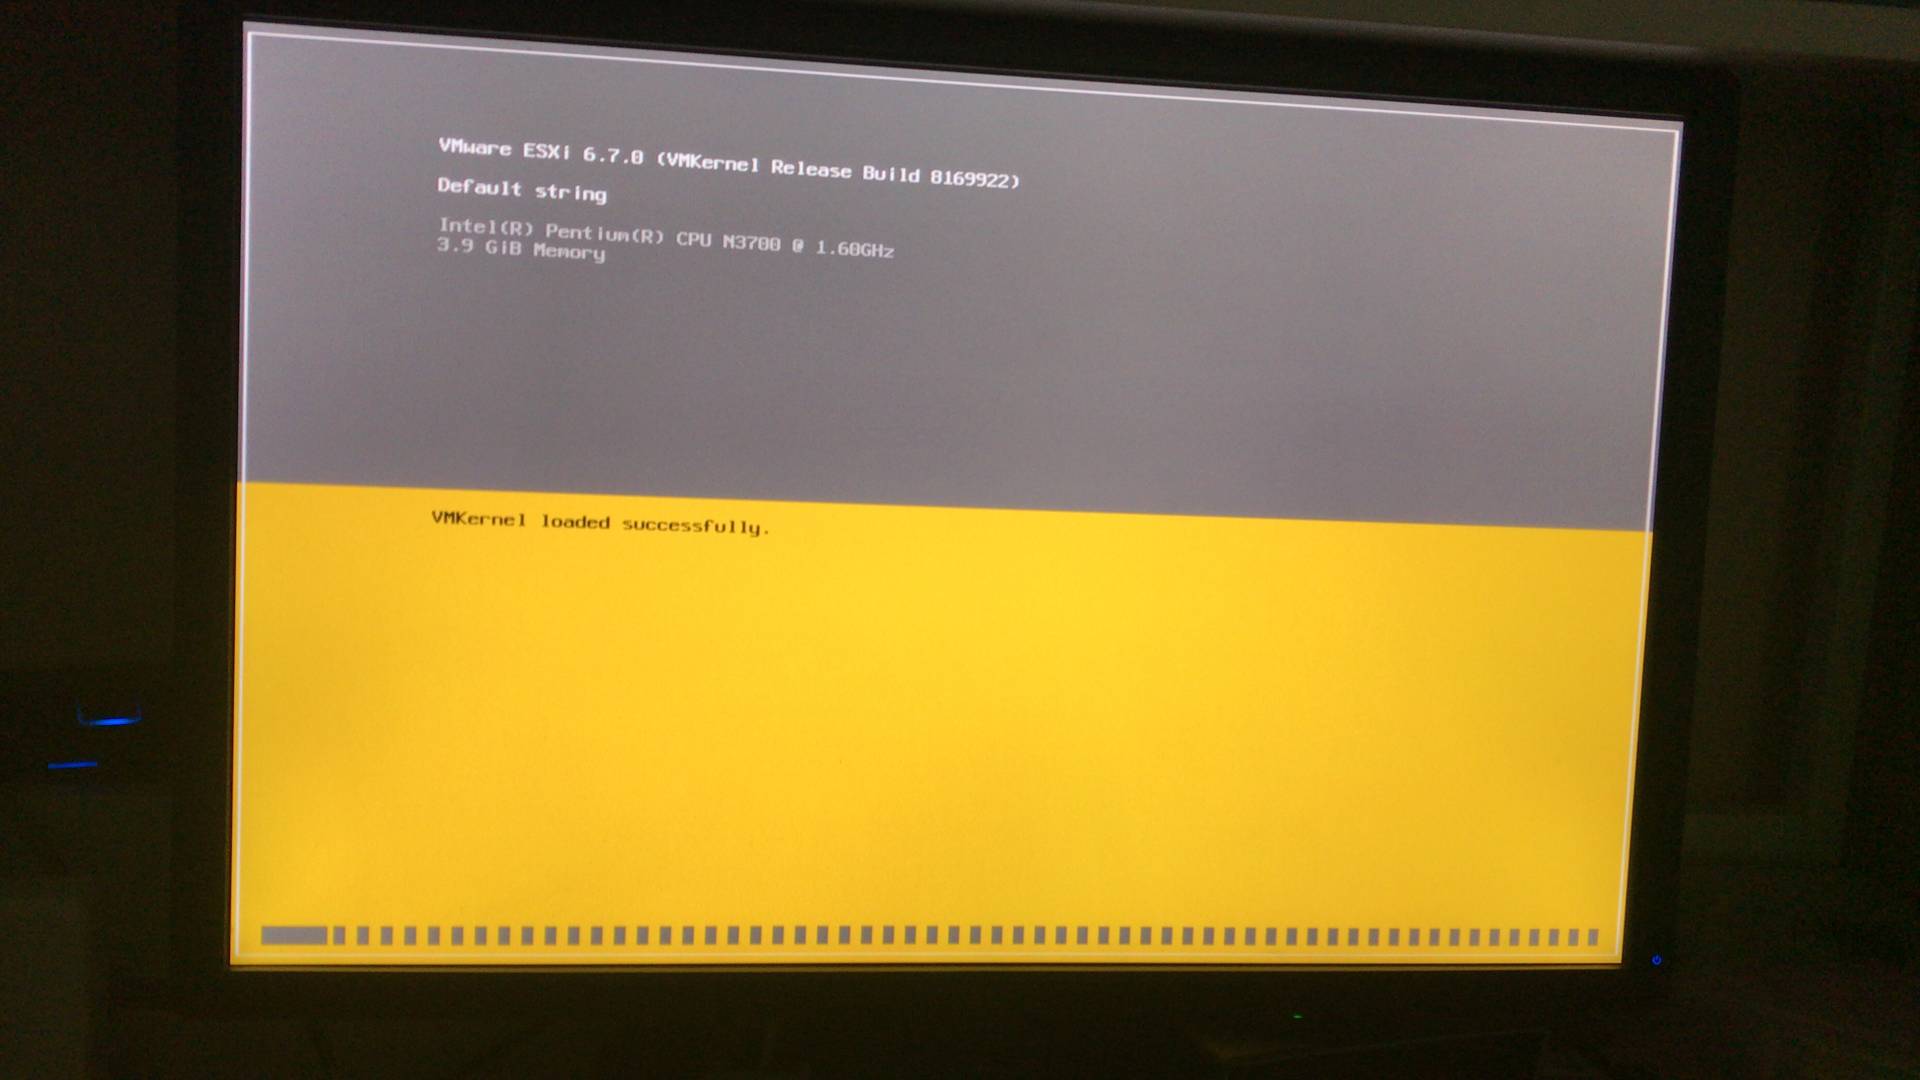 VMware ESXi 6.7.0 (VMKernel Release Build 8169922)
Default string
Intel(R) Pentium(R) CPU N3700 @ 1.60GHz
3.9 GiB Memory
VMKernel loaded successfully.